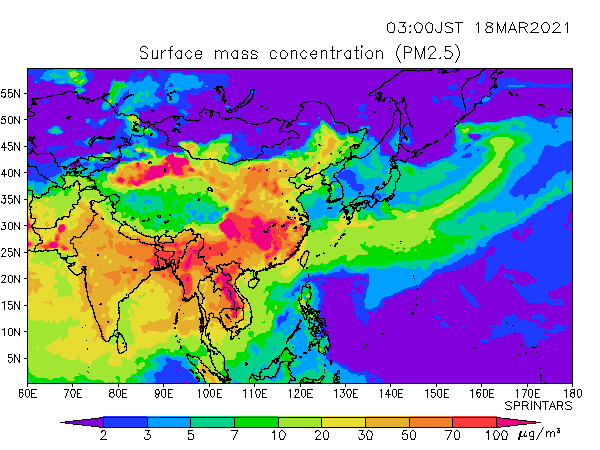 03:00JST 18MAR2021
Surface mass concentration (PM2.5)
55N
50N
45N
40N
35N
30N
25N
20N
15N
10N
5N
60E 70E 80E 90E 100E 110E 120E 130E 140E 150E 160E 170E 180
SPRINTARS
2 3 5 7 10 20 30 50 70 100 μg/m³